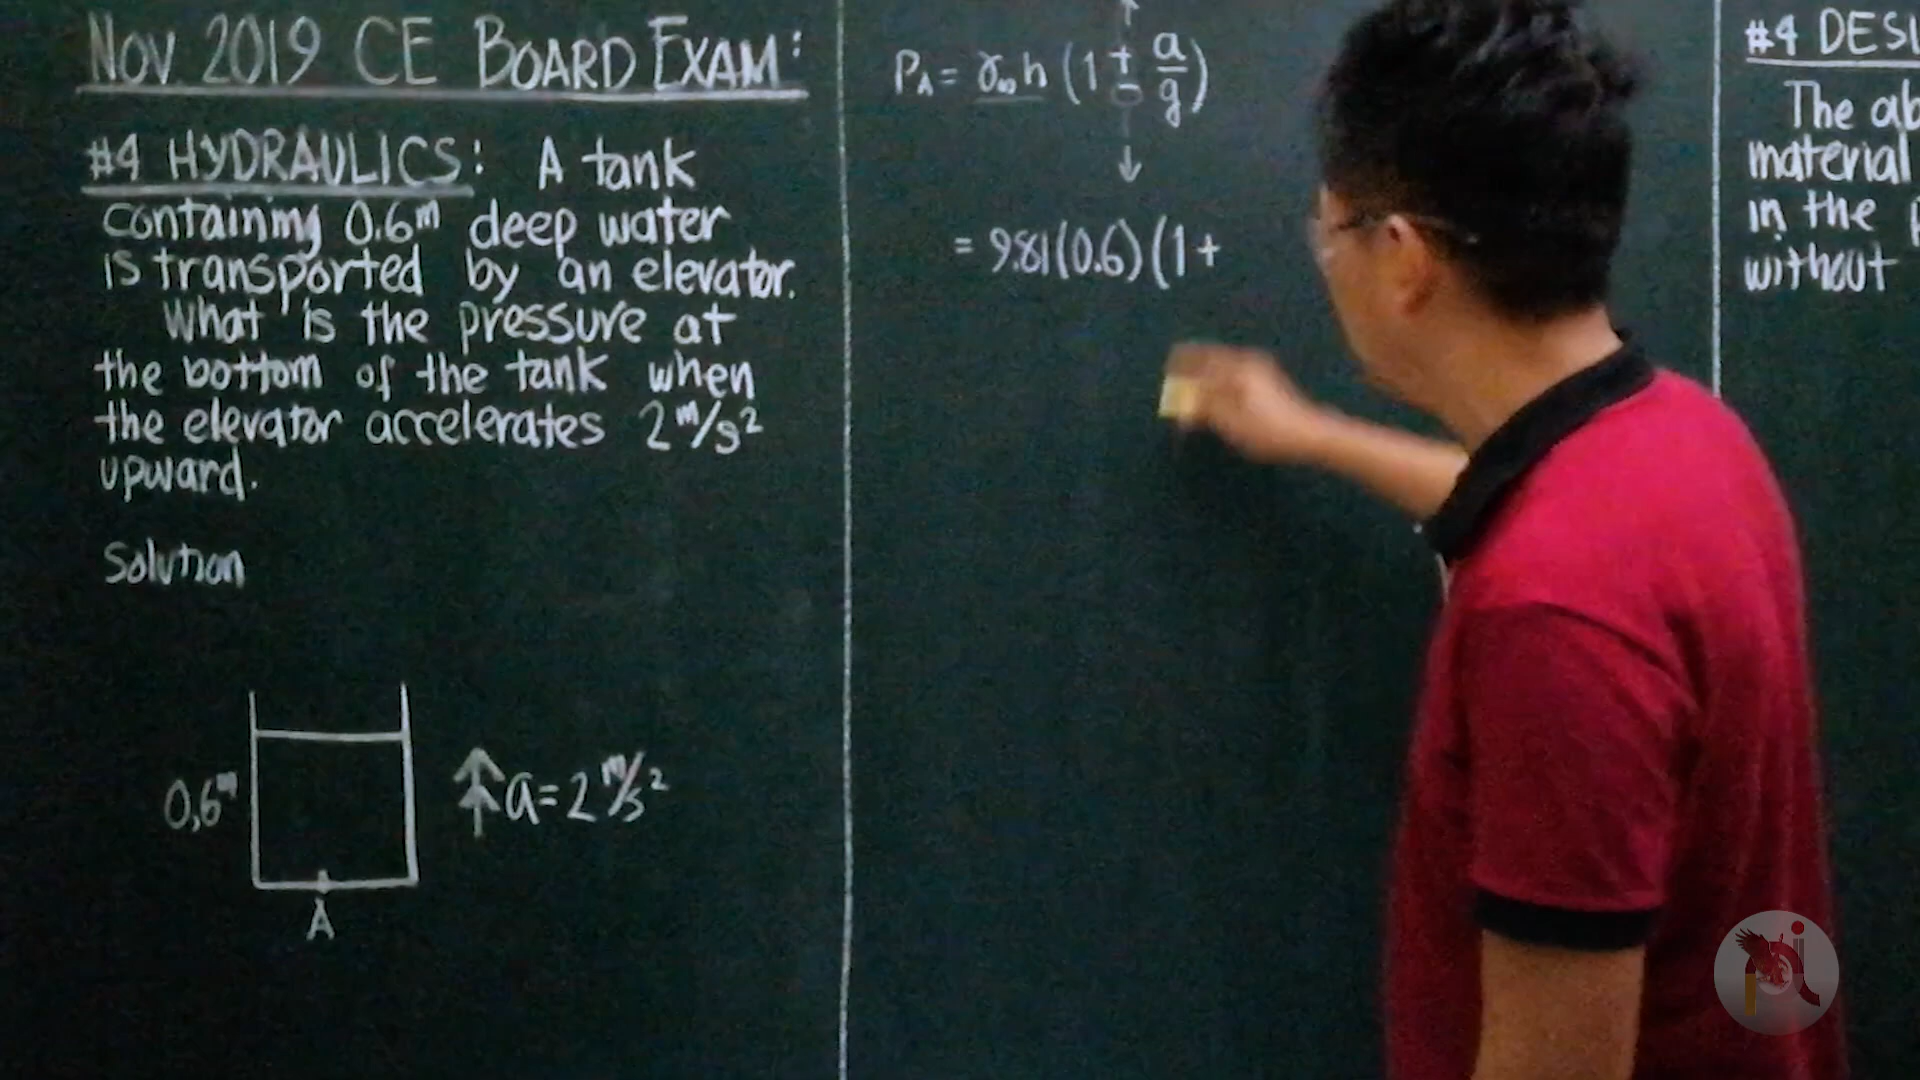 Nov. 2019 CE BOARD EXAM:
#4 HYDRAULICS: A tank
containing 0.6m deep water
is transported by an elevator.
What is the pressure at
the bottom of the tank when
the elevator accelerates 2 m/s²
upward.
Solution
0.6m
a = 2 m/s²
A
P_A = γ_w h (1 ± a/g)
= 9.81(0.6)(1+
#4 DESI
The ab
material
in the
without